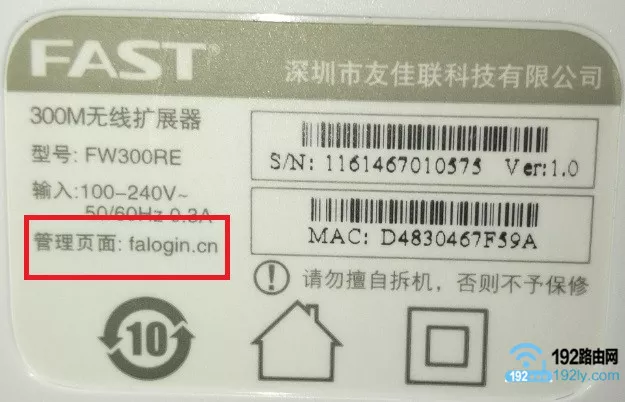 FAST®
深圳市友佳联科技有限公司
300M无线扩展器
型号: FW300RE
输入:100-240V~
50/60Hz 0.3A
管理页面: falogin.cn
S/N: 1161467010575 Ver:1.0
MAC: D4830467F59A
! 请勿擅自拆机，否则不予保修
10
192路由网
192
192ly.com